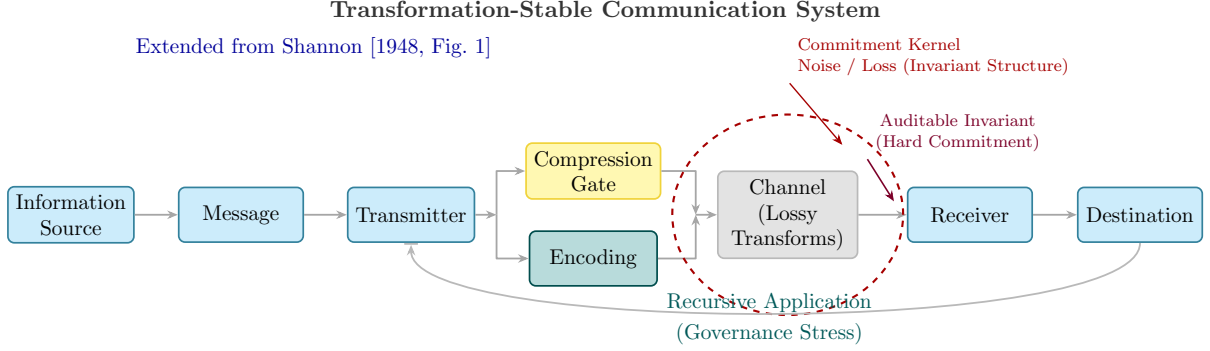 Transformation-Stable Communication System
Extended from Shannon [1948, Fig. 1]
Commitment Kernel
Noise / Loss (Invariant Structure)
Auditable Invariant
(Hard Commitment)
Information
Source
Message
Transmitter
Compression
Gate
Encoding
Channel
(Lossy
Transforms)
Receiver
Destination
Recursive Application
(Governance Stress)